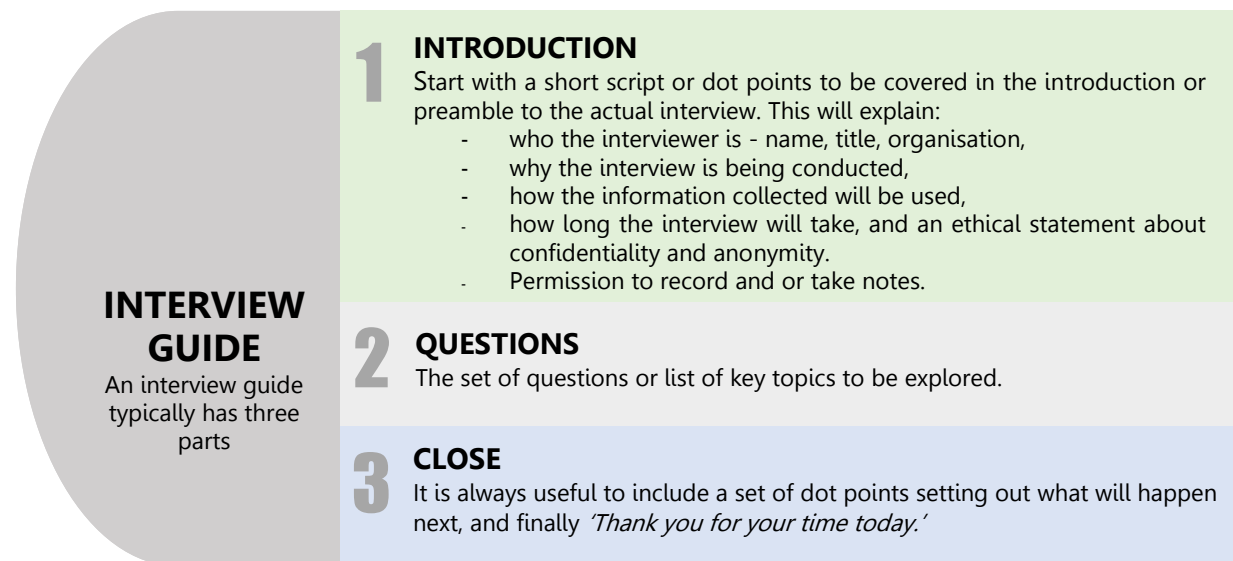 INTERVIEW
GUIDE
An interview guide
typically has three
parts
1
INTRODUCTION
Start with a short script or dot points to be covered in the introduction or
preamble to the actual interview. This will explain:
- who the interviewer is - name, title, organisation,
- why the interview is being conducted,
- how the information collected will be used,
- how long the interview will take, and an ethical statement about
confidentiality and anonymity.
- Permission to record and or take notes.
2
QUESTIONS
The set of questions or list of key topics to be explored.
3
CLOSE
It is always useful to include a set of dot points setting out what will happen
next, and finally ‘Thank you for your time today.’